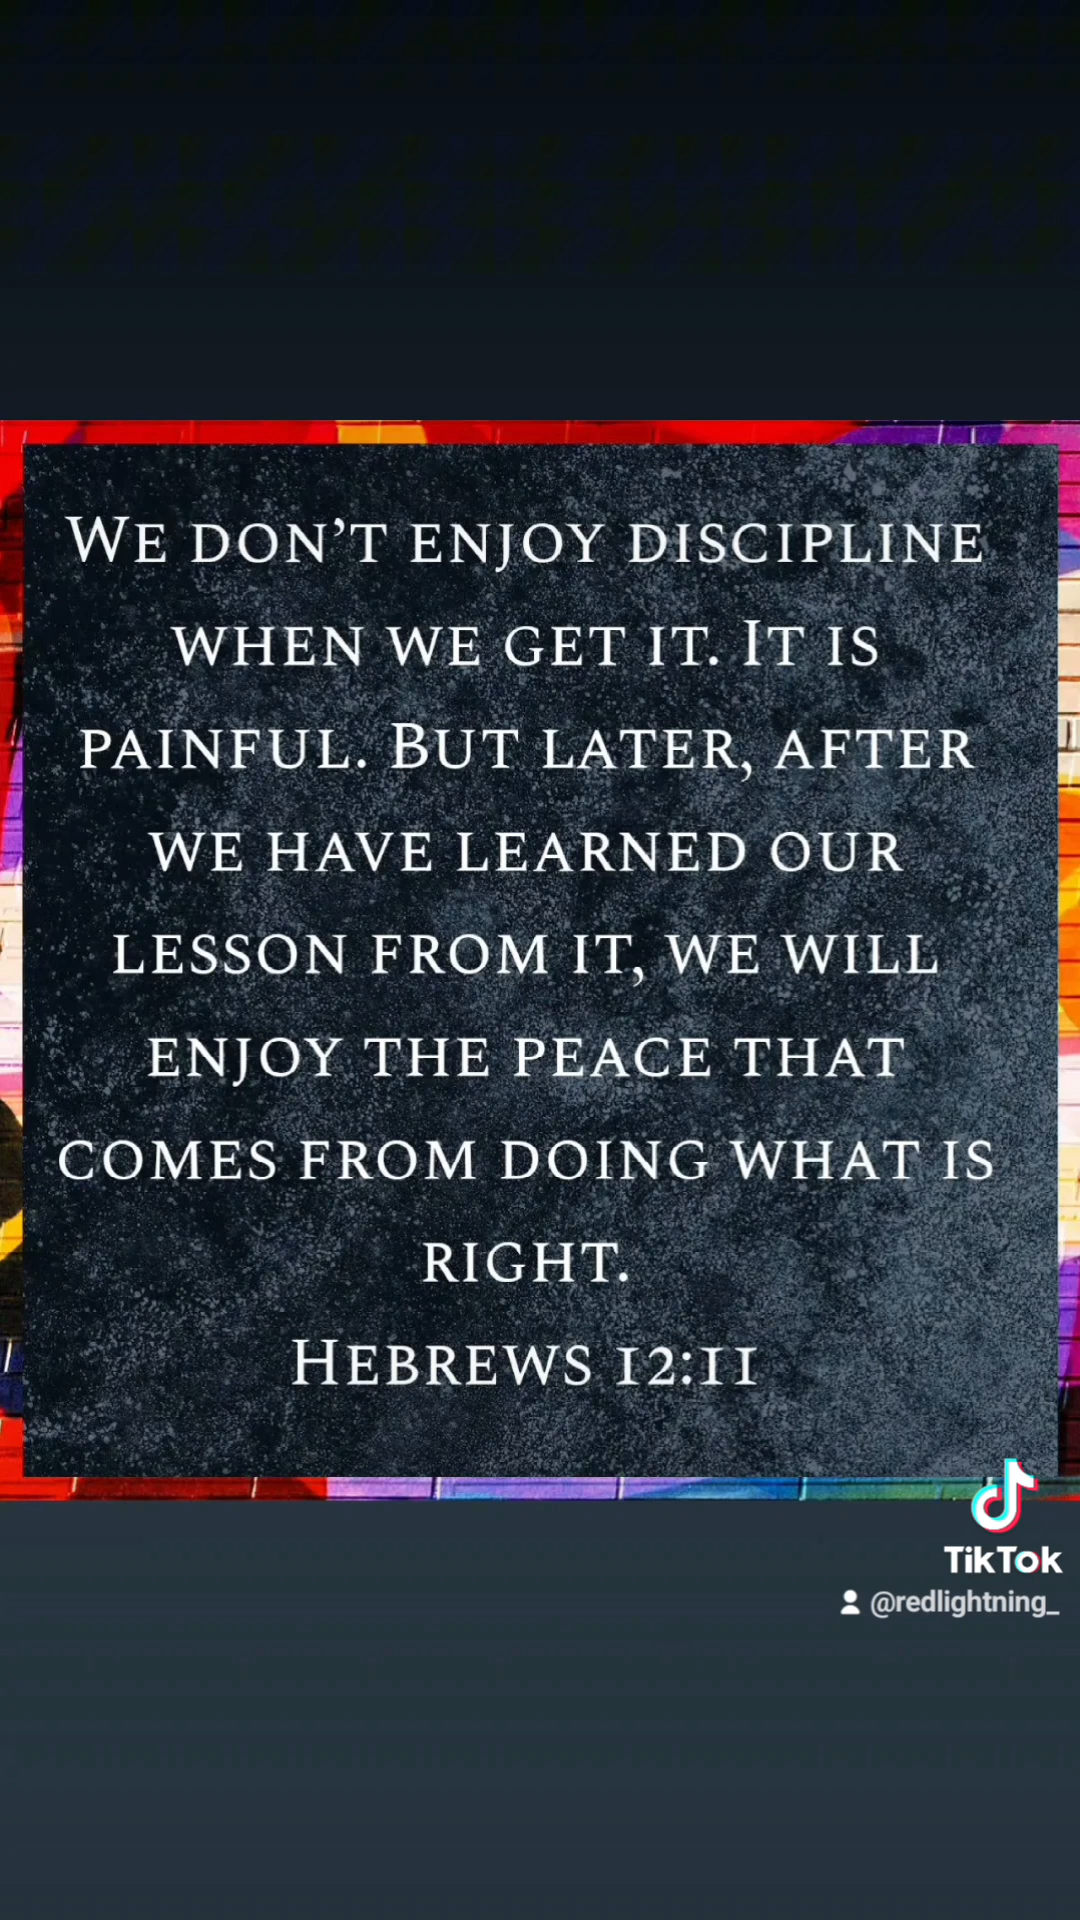 We don’t enjoy discipline
when we get it. It is
painful. But later, after
we have learned our
lesson from it, we will
enjoy the peace that
comes from doing what is
right.
Hebrews 12:11
TikTok
@redlightning_